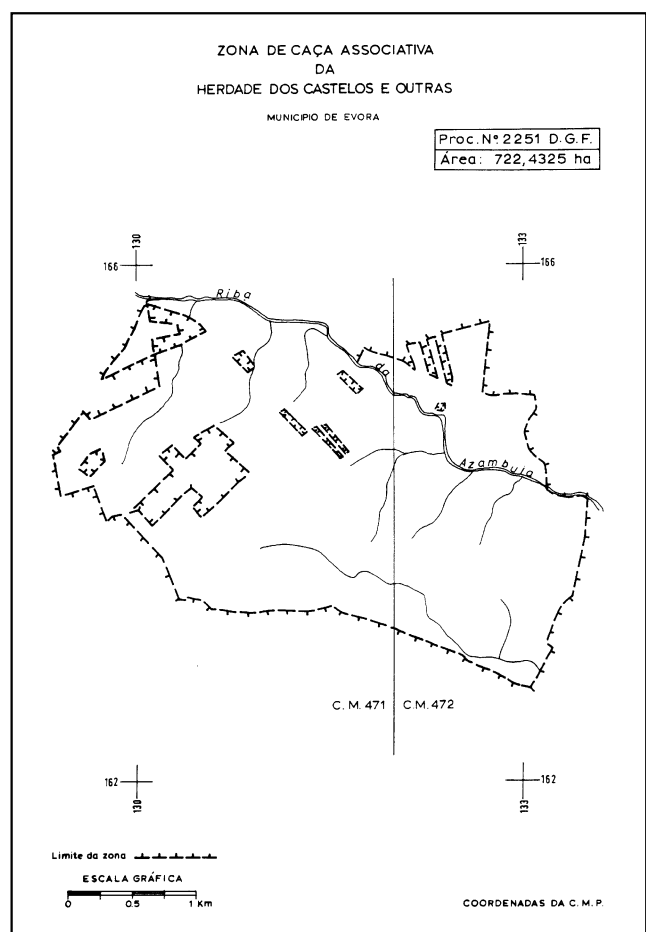 ZONA DE CAÇA ASSOCIATIVA
DA
HERDADE DOS CASTELOS E OUTRAS
MUNICIPIO DE EVORA
Proc. Nº 2251 D.G.F.
Área: 722,4325 ha
130
133
166
166
Riba
da
Azambuja
C. M. 471
C.M. 472
162
162
130
133
Limite da zona
ESCALA GRÁFICA
0 0.5 1 Km
COORDENADAS DA C. M. P.